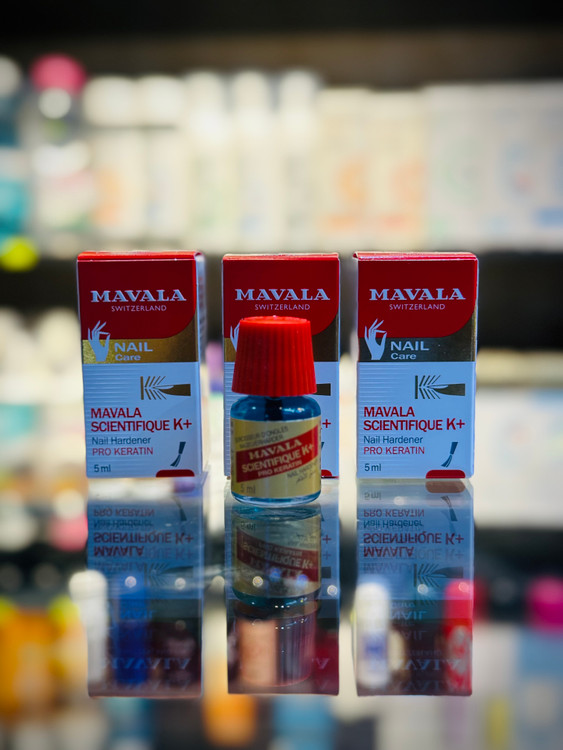 MAVALA
SWITZERLAND
NAIL
Care
MAVALA
SCIENTIFIQUE K+
Nail Hardener
PRO KERATIN
5 ml
MAVALA
SWITZERLAND
MAVALA
SCIENTIFIQUE K+
PRO KERATIN
MAVALA
SWITZERLAND
NAIL
Care
MAVALA
SCIENTIFIQUE K+
Nail Hardener
PRO KERATIN
5 ml